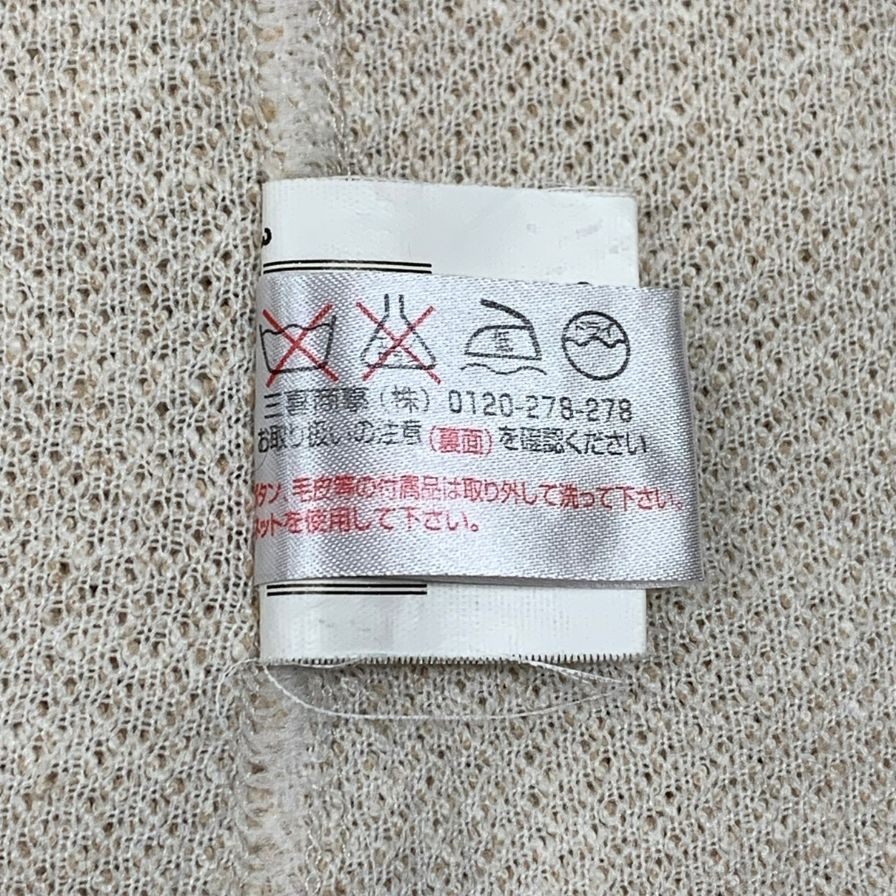 三喜商事(株) 0120-278-278
お取り扱いの注意(裏面)を確認ください
タン、毛皮等の付属品は取り外して洗って下さい。
ネットを使用して下さい。